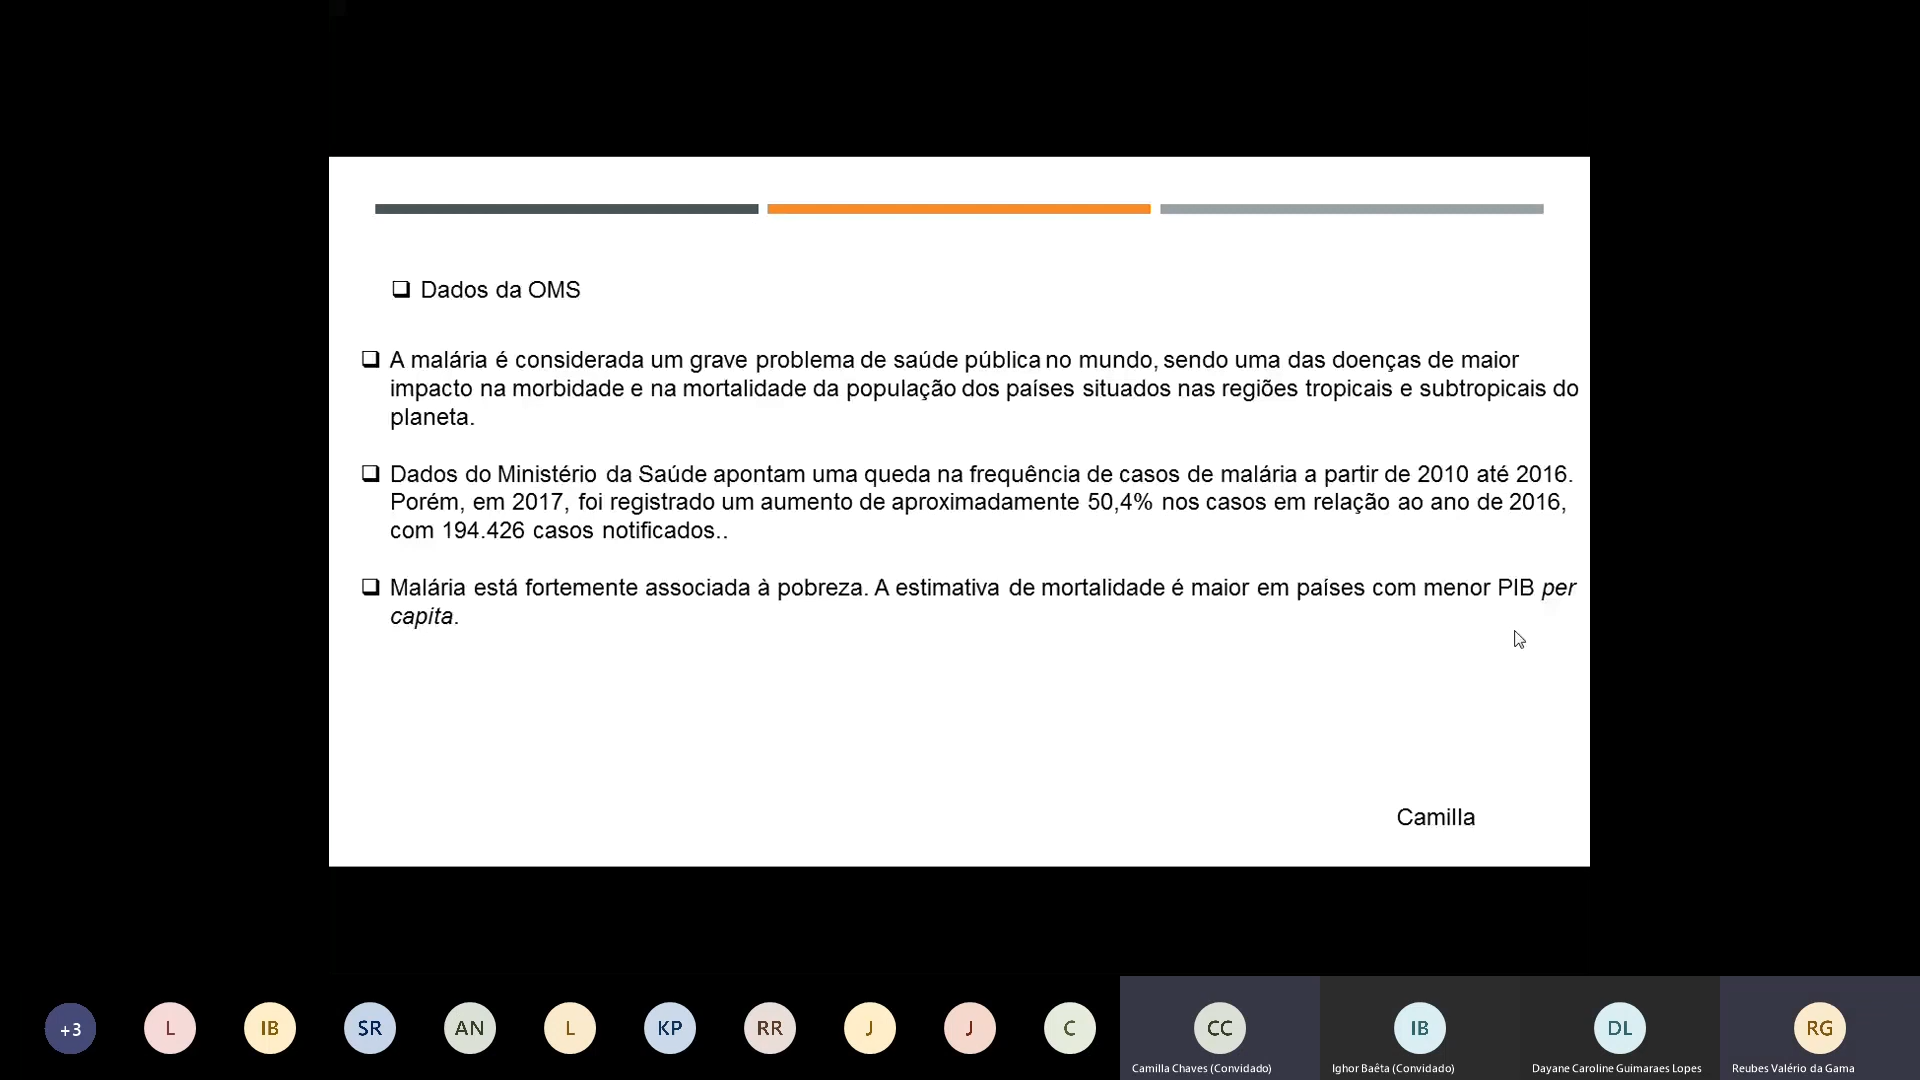 Dados da OMS
A malária é considerada um grave problema de saúde pública no mundo, sendo uma das doenças de maior
impacto na morbidade e na mortalidade da população dos países situados nas regiões tropicais e subtropicais do
planeta.
Dados do Ministério da Saúde apontam uma queda na frequência de casos de malária a partir de 2010 até 2016.
Porém, em 2017, foi registrado um aumento de aproximadamente 50,4% nos casos em relação ao ano de 2016,
com 194.426 casos notificados..
Malária está fortemente associada à pobreza. A estimativa de mortalidade é maior em países com menor PIB per
capita.
Camilla
+3 L IB SR AN L KP RR J J C CC IB DL RG
Camilla Chaves (Convidado) Ighor Baêta (Convidado) Dayane Caroline Guimaraes Lopes Reubes Valério da Gama